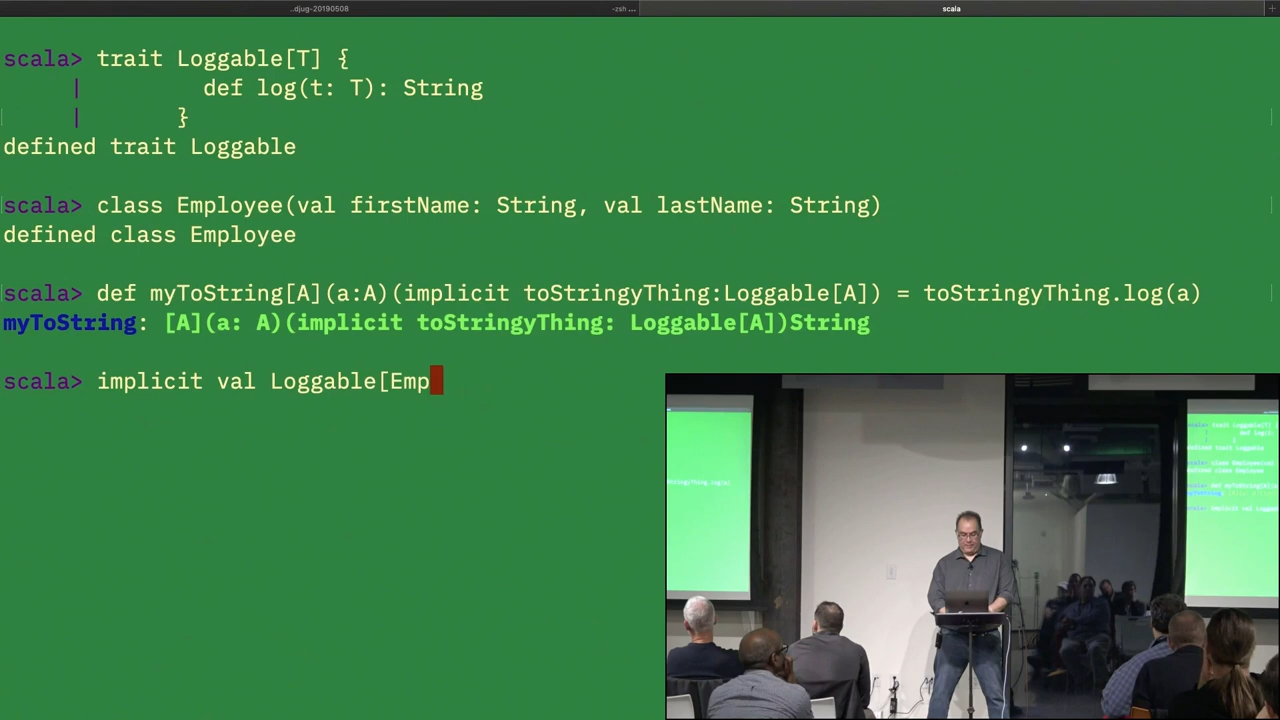 ..djug-20190508
-zsh ...
scala
scala> trait Loggable[T] {
| def log(t: T): String
| }
defined trait Loggable
scala> class Employee(val firstName: String, val lastName: String)
defined class Employee
scala> def myToString[A](a:A)(implicit toStringyThing:Loggable[A]) = toStringyThing.log(a)
myToString: [A](a: A)(implicit toStringyThing: Loggable[A])String
scala> implicit val Loggable[Emp